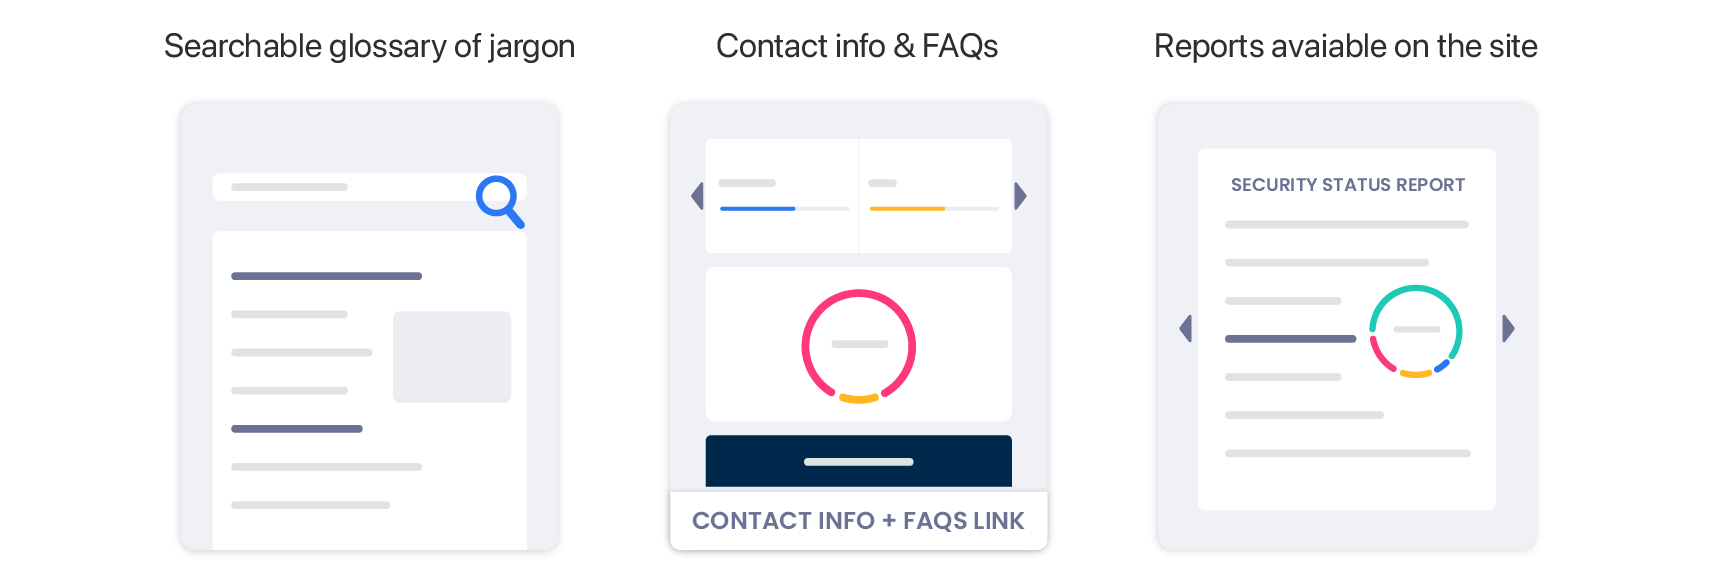 Searchable glossary of jargon
Contact info & FAQs
Reports avaiable on the site
SECURITY STATUS REPORT
CONTACT INFO + FAQS LINK